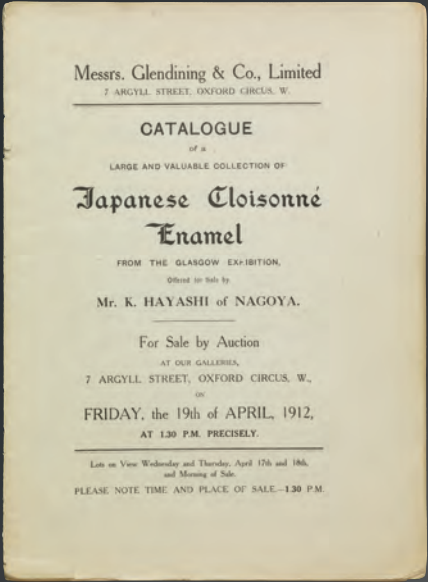 Messrs. Glendining & Co., Limited
7 ARGYLL STREET, OXFORD CIRCUS, W.
CATALOGUE
of a
LARGE AND VALUABLE COLLECTION OF
Japanese Cloisonné
Enamel
FROM THE GLASGOW EXHIBITION,
Offered for Sale by
Mr. K. HAYASHI of NAGOYA.
For Sale by Auction
AT OUR GALLERIES,
7 ARGYLL STREET, OXFORD CIRCUS, W.,
ON
FRIDAY, the 19th of APRIL, 1912,
AT 1.30 P.M. PRECISELY.
Lots on View Wednesday and Thursday, April 17th and 18th,
and Morning of Sale.
PLEASE NOTE TIME AND PLACE OF SALE—1.30 P.M.